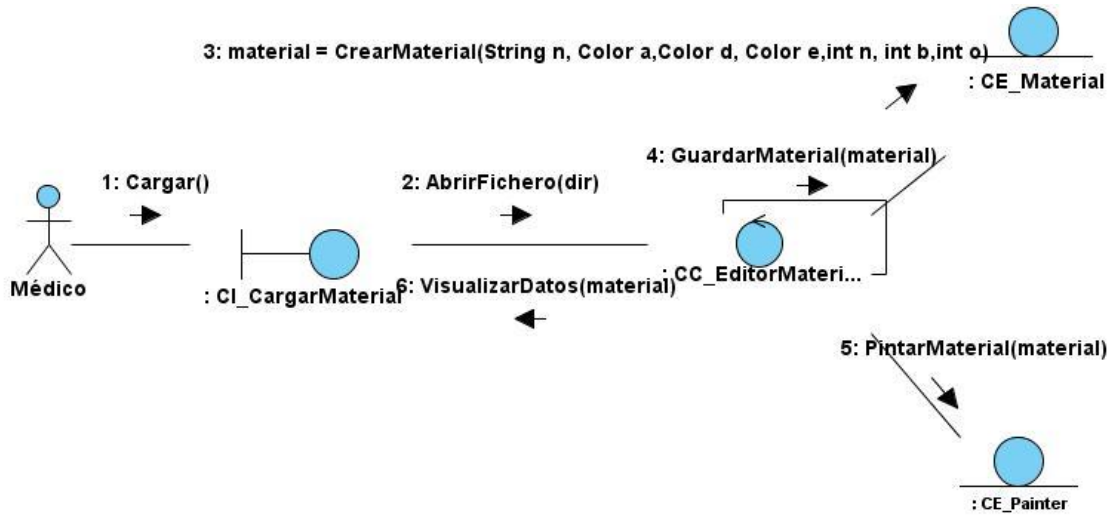 3: material = CrearMaterial(String n, Color a,Color d, Color e,int n, int b,int o)
: CE_Material
4: GuardarMaterial(material)
1: Cargar()
2: AbrirFichero(dir)
Médico
: CI_CargarMaterial
6: VisualizarDatos(material)
: CC_EditorMateri...
5: PintarMaterial(material)
: CE_Painter